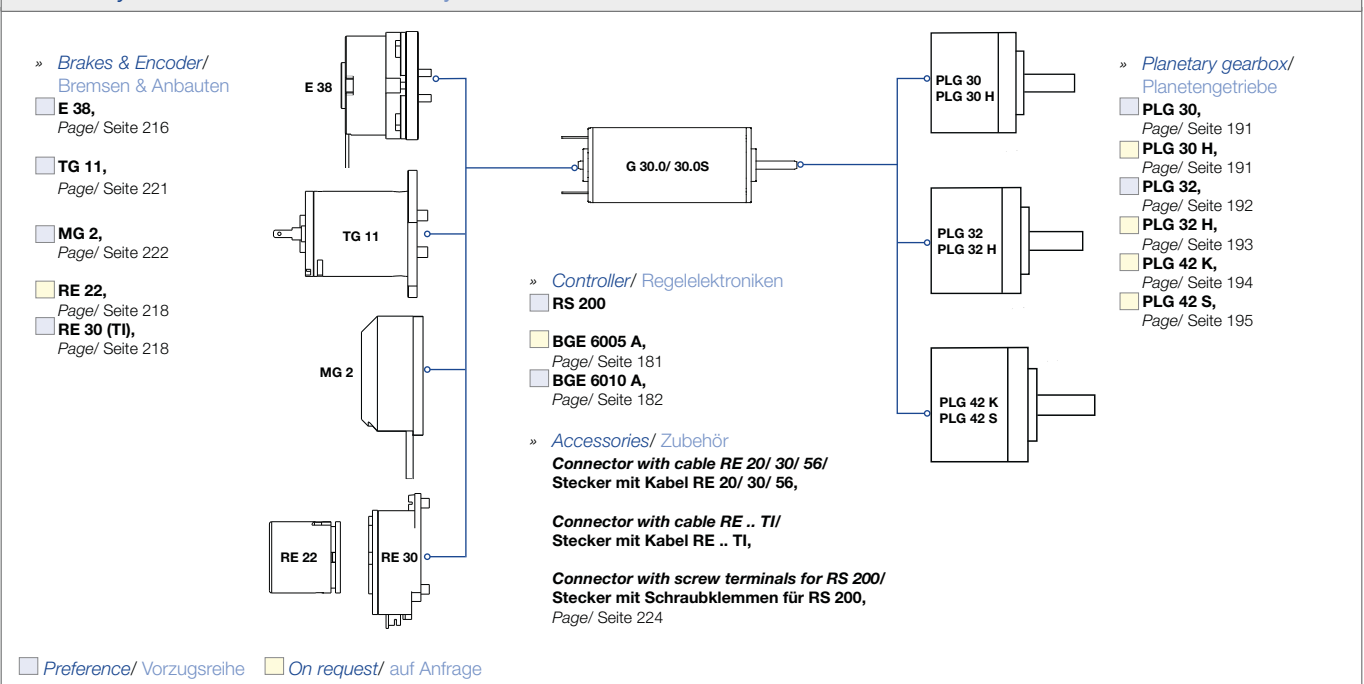 » Brakes & Encoder/
Bremsen & Anbauten
E 38,
Page/ Seite 216
TG 11,
Page/ Seite 221
MG 2,
Page/ Seite 222
RE 22,
Page/ Seite 218
RE 30 (TI),
Page/ Seite 218
E 38
TG 11
MG 2
RE 22
RE 30
G 30.0/ 30.0S
» Controller/ Regelelektroniken
RS 200
BGE 6005 A,
Page/ Seite 181
BGE 6010 A,
Page/ Seite 182
» Accessories/ Zubehör
Connector with cable RE 20/ 30/ 56/
Stecker mit Kabel RE 20/ 30/ 56,
Connector with cable RE .. TI/
Stecker mit Kabel RE .. TI,
Connector with screw terminals for RS 200/
Stecker mit Schraubklemmen für RS 200,
Page/ Seite 224
PLG 30
PLG 30 H
PLG 32
PLG 32 H
PLG 42 K
PLG 42 S
» Planetary gearbox/
Planetengetriebe
PLG 30,
Page/ Seite 191
PLG 30 H,
Page/ Seite 191
PLG 32,
Page/ Seite 192
PLG 32 H,
Page/ Seite 193
PLG 42 K,
Page/ Seite 194
PLG 42 S,
Page/ Seite 195
Preference/ Vorzugsreihe On request/ auf Anfrage